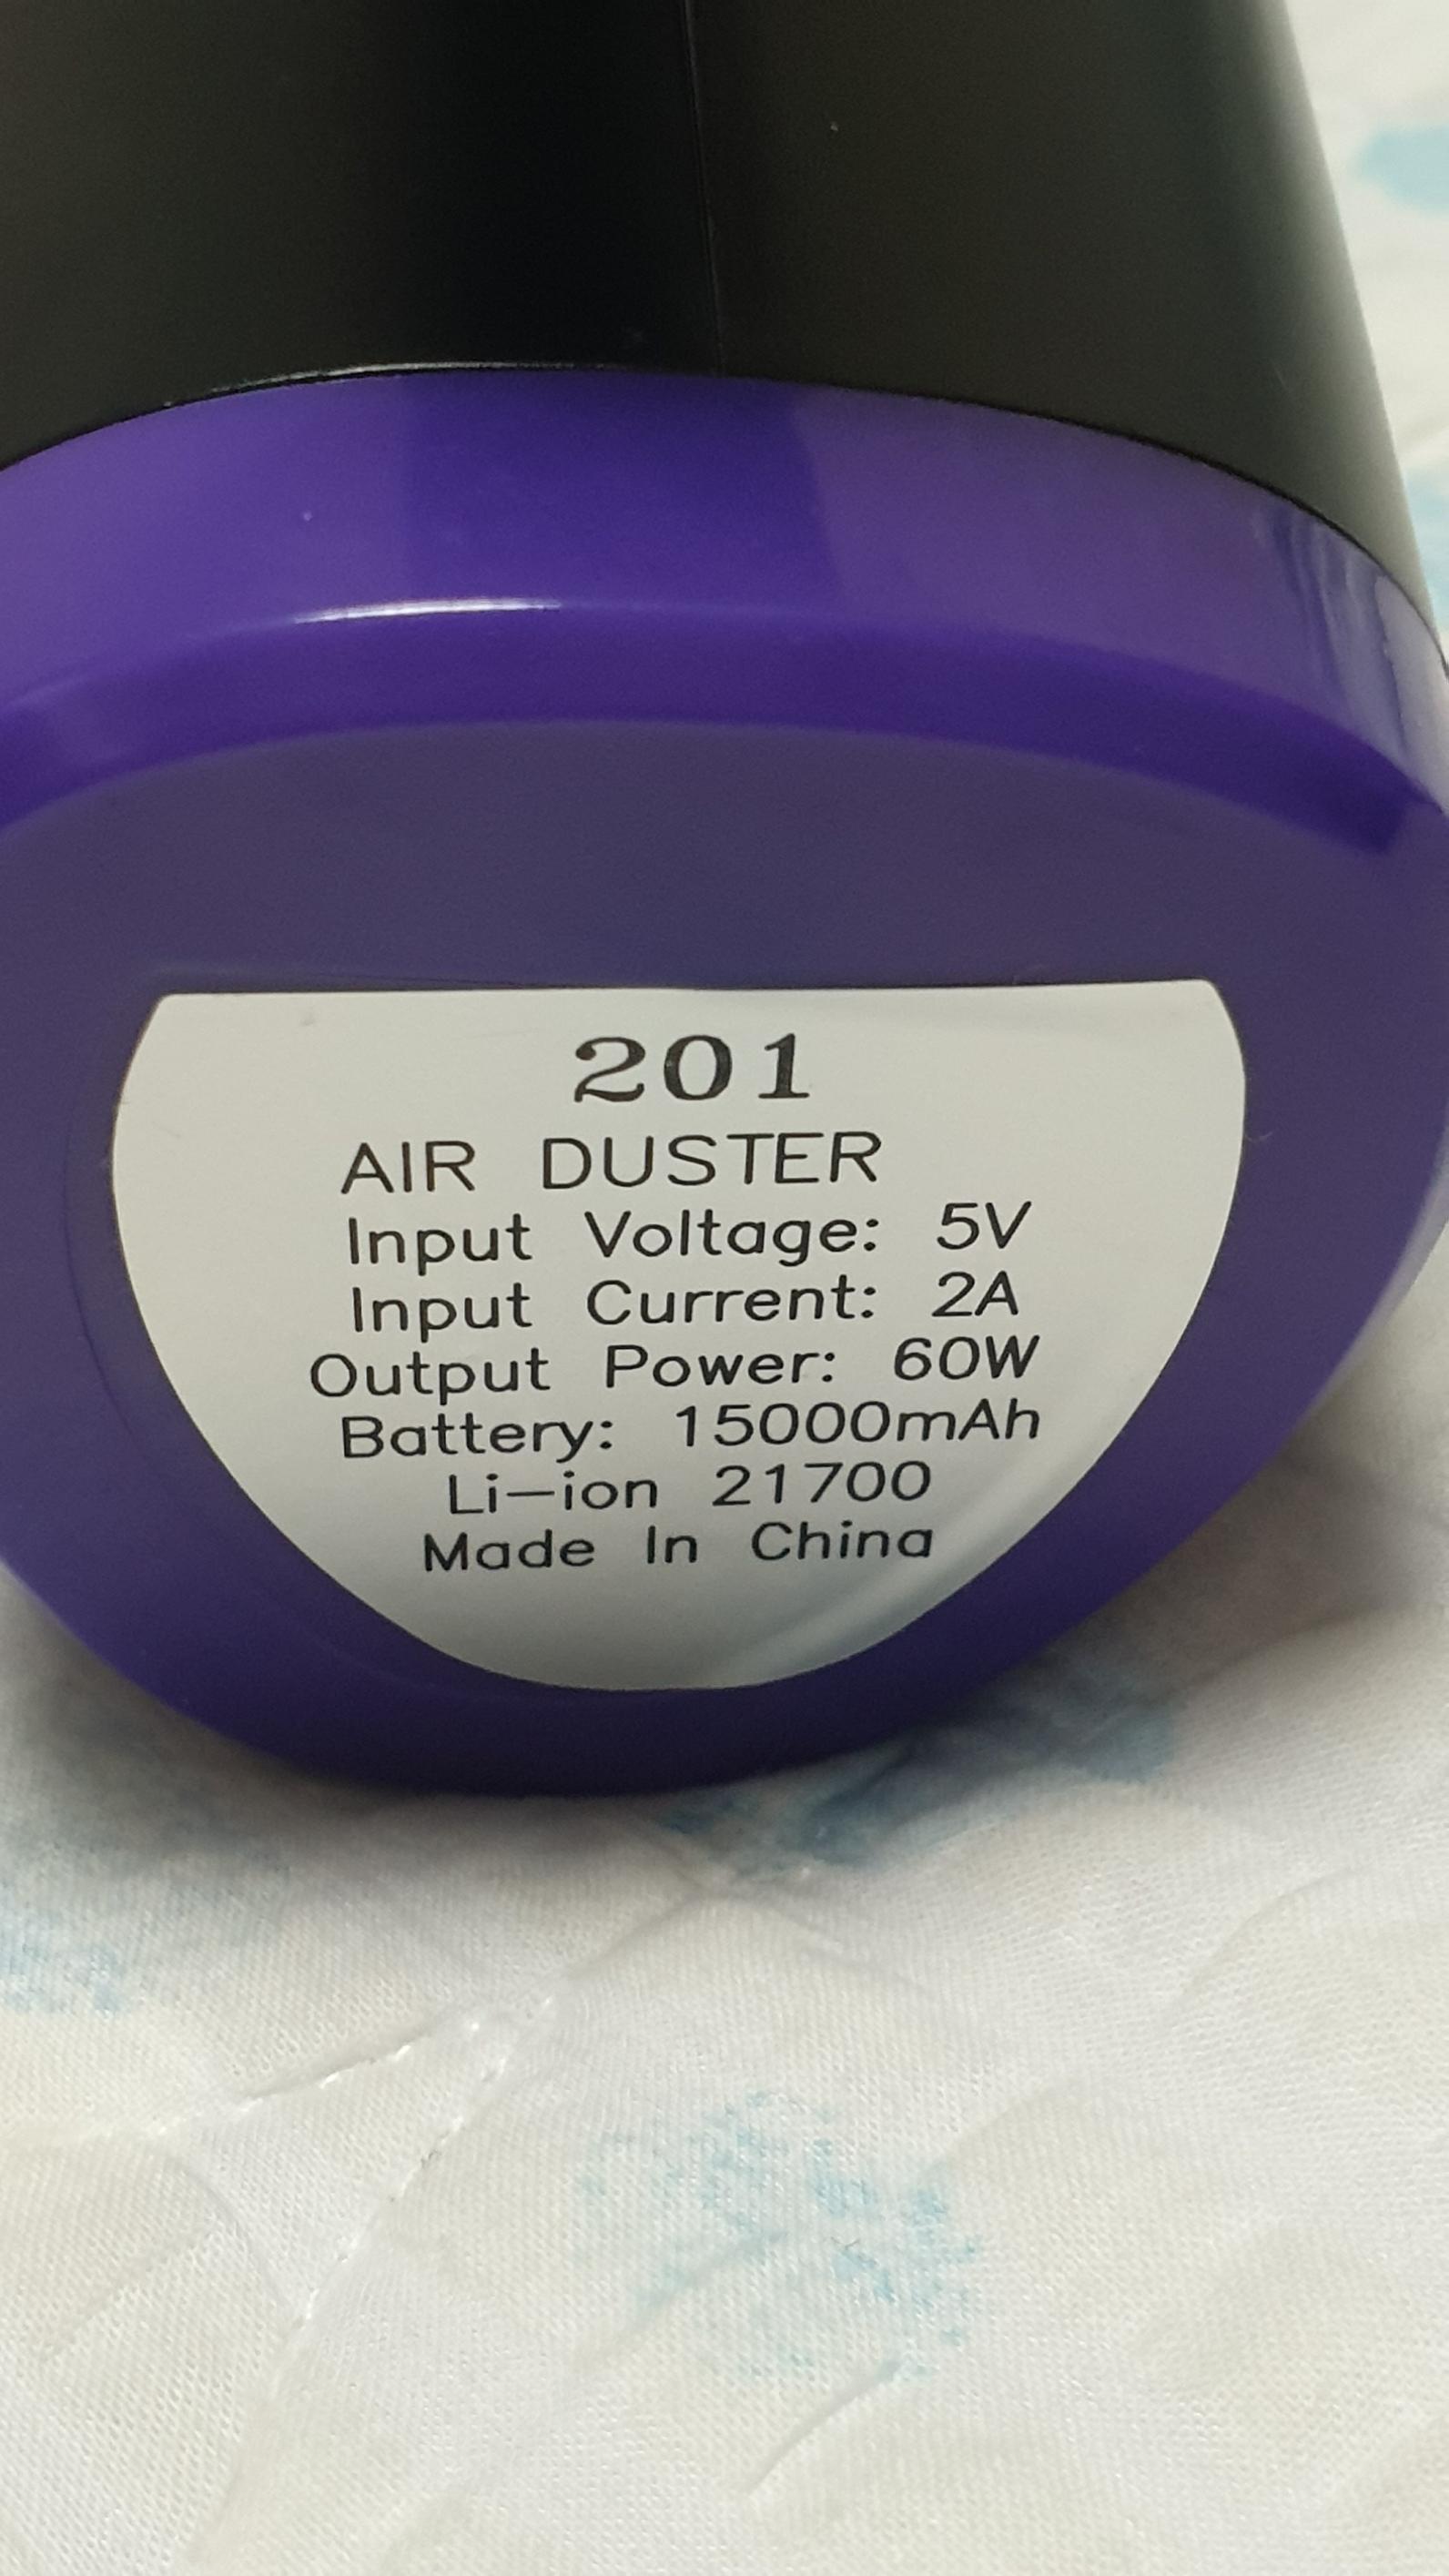 201
AIR DUSTER
Input Voltage: 5V
Input Current: 2A
Output Power: 60W
Battery: 15000mAh
Li-ion 21700
Made In China